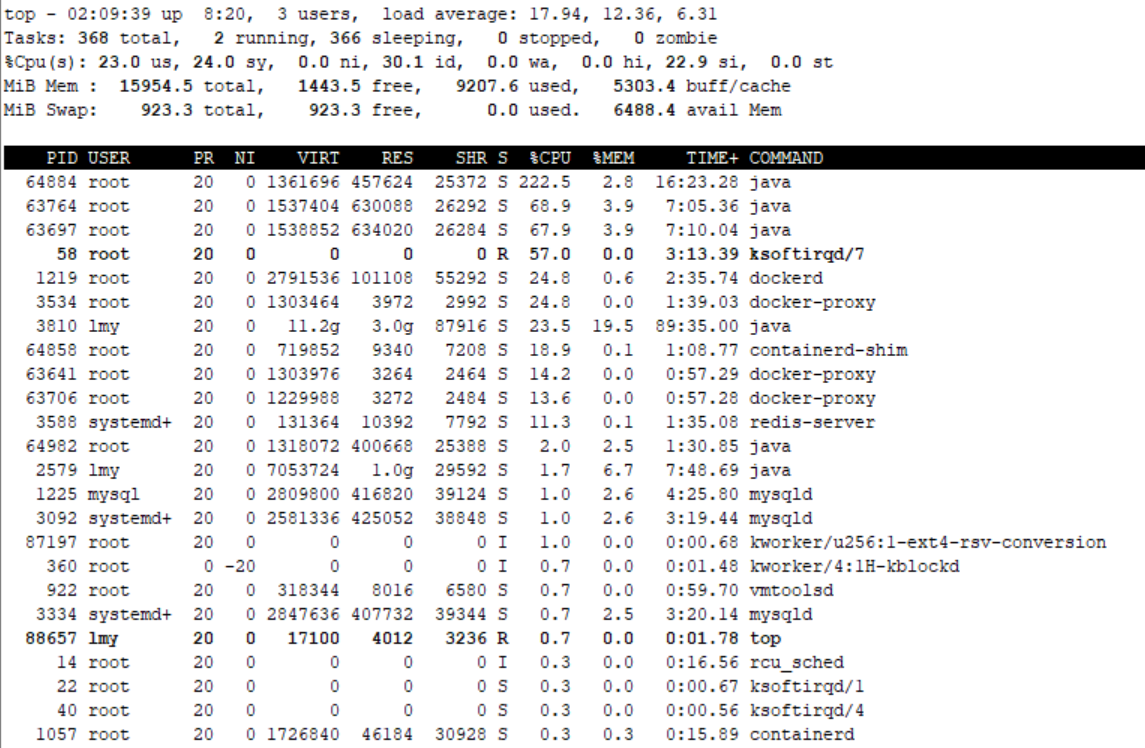 top - 02:09:39 up  8:20,  3 users,  load average: 17.94, 12.36, 6.31
Tasks: 368 total,   2 running, 366 sleeping,   0 stopped,   0 zombie
%Cpu(s): 23.0 us, 24.0 sy,  0.0 ni, 30.1 id,  0.0 wa,  0.0 hi, 22.9 si,  0.0 st
MiB Mem :  15954.5 total,   1443.5 free,   9207.6 used,   5303.4 buff/cache
MiB Swap:    923.3 total,    923.3 free,      0.0 used.   6488.4 avail Mem
PID USER      PR  NI    VIRT    RES    SHR S  %CPU  %MEM     TIME+ COMMAND
64884 root      20   0 1361696 457624  25372 S 222.5   2.8  16:23.28 java
63764 root      20   0 1537404 630088  26292 S  68.9   3.9   7:05.36 java
63697 root      20   0 1538852 634020  26284 S  67.9   3.9   7:10.04 java
58 root      20   0       0      0      0 R  57.0   0.0   3:13.39 ksoftirqd/7
1219 root      20   0 2791536 101108  55292 S  24.8   0.6   2:35.74 dockerd
3534 root      20   0 1303464   3972   2992 S  24.8   0.0   1:39.03 docker-proxy
3810 lmy       20   0   11.2g   3.0g  87916 S  23.5  19.5  89:35.00 java
64858 root      20   0  719852   9340   7208 S  18.9   0.1   1:08.77 containerd-shim
63641 root      20   0 1303976   3264   2464 S  14.2   0.0   0:57.29 docker-proxy
63706 root      20   0 1229988   3272   2484 S  13.6   0.0   0:57.28 docker-proxy
3588 systemd+  20   0  131364  10392   7792 S  11.3   0.1   1:35.08 redis-server
64982 root      20   0 1318072 400668  25388 S   2.0   2.5   1:30.85 java
2579 lmy       20   0 7053724   1.0g  29592 S   1.7   6.7   7:48.69 java
1225 mysql     20   0 2809800 416820  39124 S   1.0   2.6   4:25.80 mysqld
3092 systemd+  20   0 2581336 425052  38848 S   1.0   2.6   3:19.44 mysqld
87197 root      20   0       0      0      0 I   1.0   0.0   0:00.68 kworker/u256:1-ext4-rsv-conversion
360 root       0 -20       0      0      0 I   0.7   0.0   0:01.48 kworker/4:1H-kblockd
922 root      20   0  318344   8016   6580 S   0.7   0.0   0:59.70 vmtoolsd
3334 systemd+  20   0 2847636 407732  39344 S   0.7   2.5   3:20.14 mysqld
88657 lmy       20   0   17100   4012   3236 R   0.7   0.0   0:01.78 top
14 root      20   0       0      0      0 I   0.3   0.0   0:16.56 rcu_sched
22 root      20   0       0      0      0 S   0.3   0.0   0:00.67 ksoftirqd/1
40 root      20   0       0      0      0 S   0.3   0.0   0:00.56 ksoftirqd/4
1057 root      20   0 1726840  46184  30928 S   0.3   0.3   0:15.89 containerd